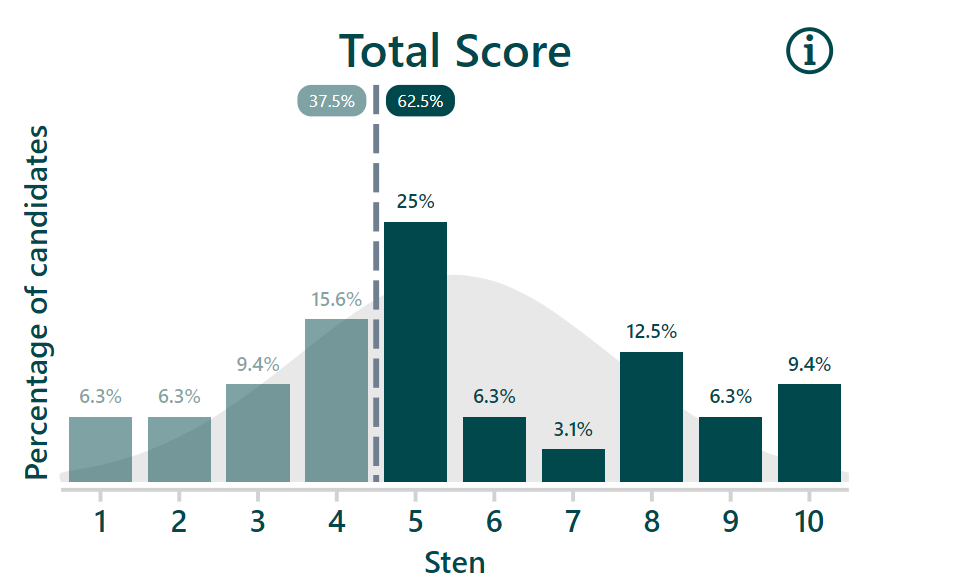 Total Score
i
37.5% 62.5%
Percentage of candidates
25%
15.6%
12.5%
9.4% 9.4%
6.3% 6.3% 6.3% 6.3%
3.1%
1 2 3 4 5 6 7 8 9 10
Sten